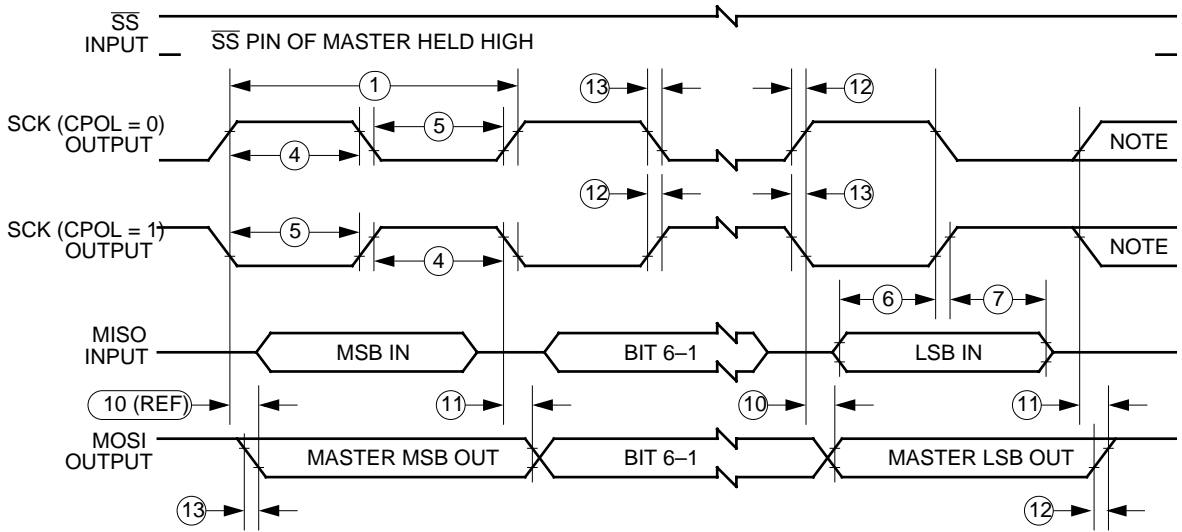 SS
INPUT
SS PIN OF MASTER HELD HIGH
1
13
12
SCK (CPOL = 0)
OUTPUT
5
4
NOTE
12
13
SCK (CPOL = 1)
OUTPUT
5
4
NOTE
6
7
MISO
INPUT
MSB IN
BIT 6–1
LSB IN
10 (REF)
11
10
11
MOSI
OUTPUT
MASTER MSB OUT
BIT 6–1
MASTER LSB OUT
13
12